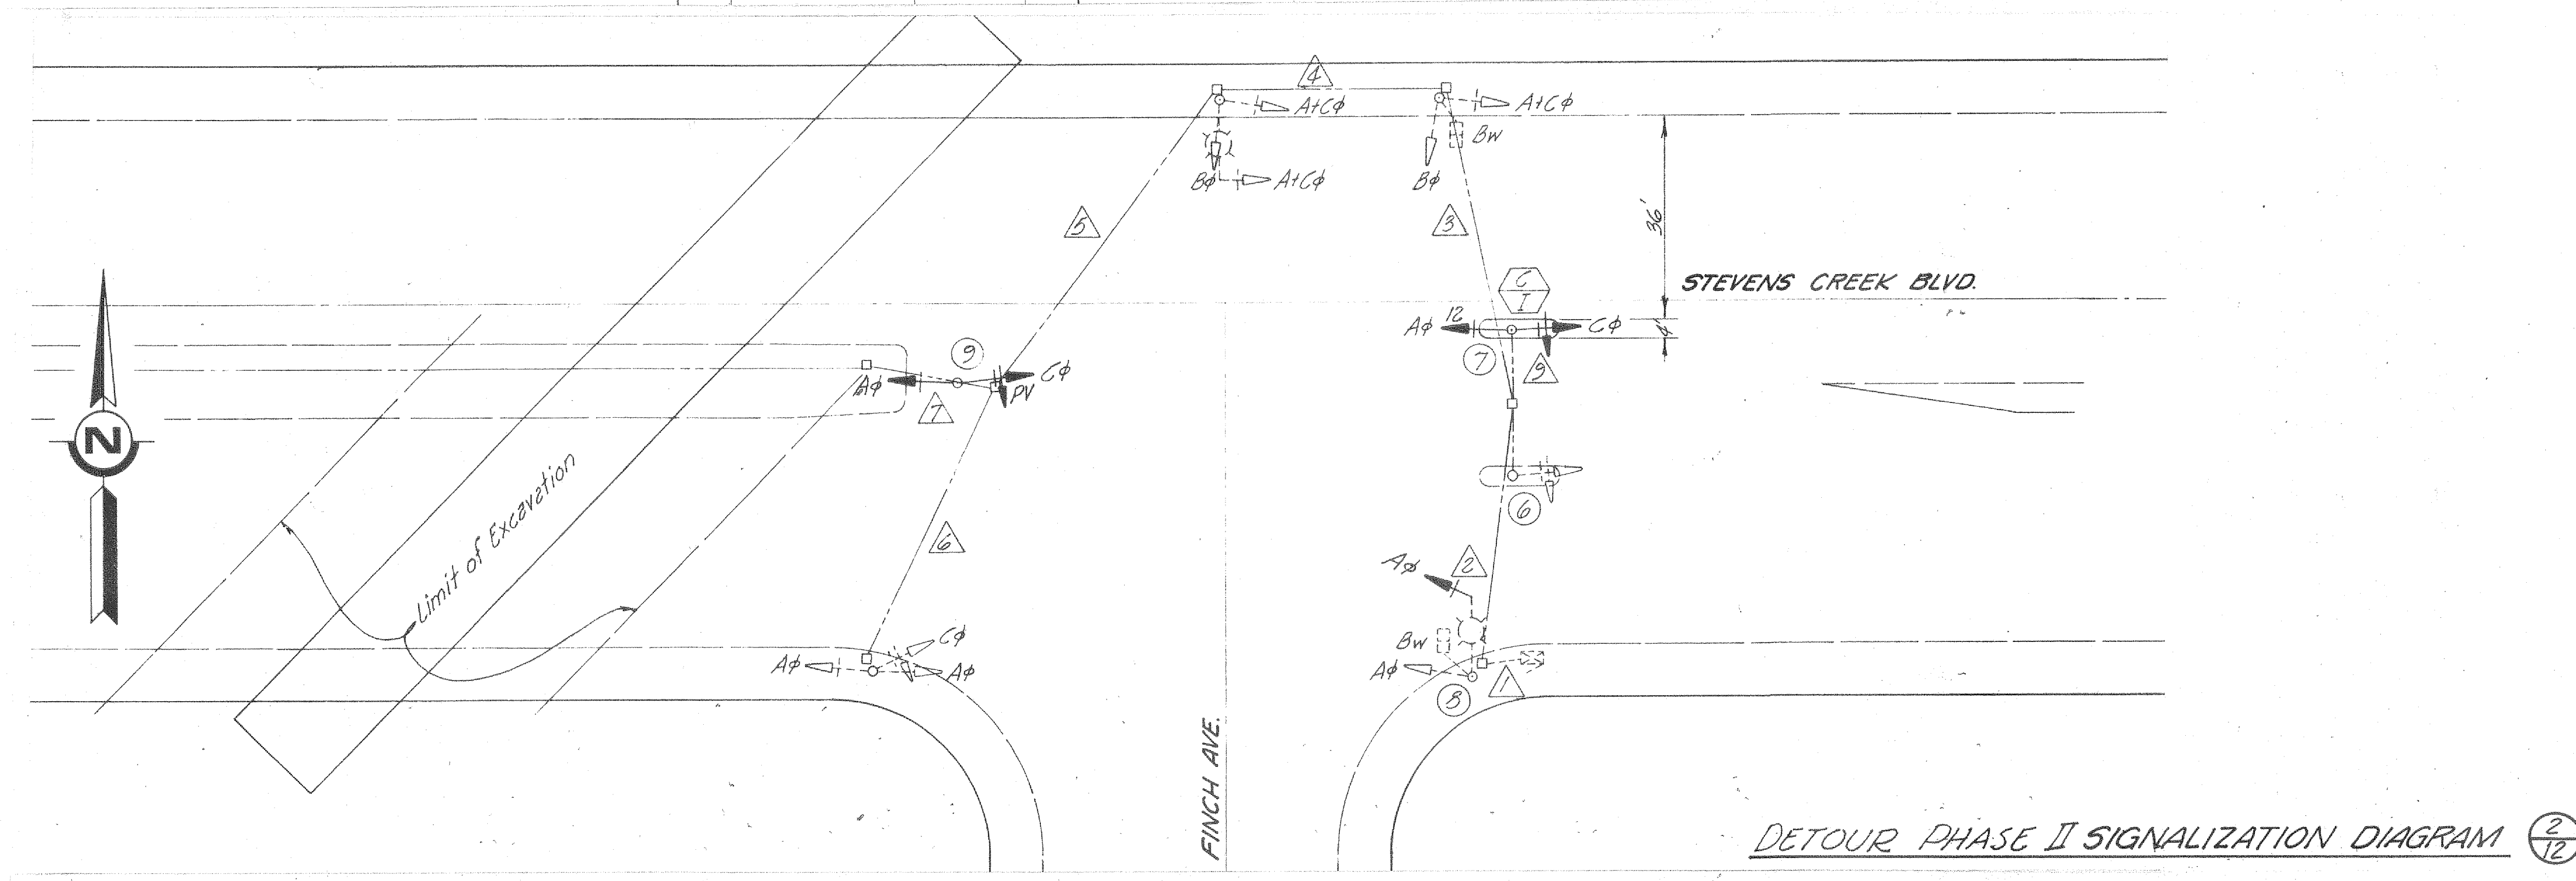 4
A+Cϕ
A+Cϕ
Bw
Bϕ
A+Cϕ
Bϕ
5
3
36'
C
I
STEVENS CREEK BLVD.
Aϕ
12
Cϕ
4'
7
9
9
Aϕ
Cϕ
PV
7
N
Limit of Excavation
6
6
Aϕ
2
Cϕ
Aϕ
Aϕ
Bw
Aϕ
8
1
FINCH AVE.
DETOUR PHASE II SIGNALIZATION DIAGRAM
2
12